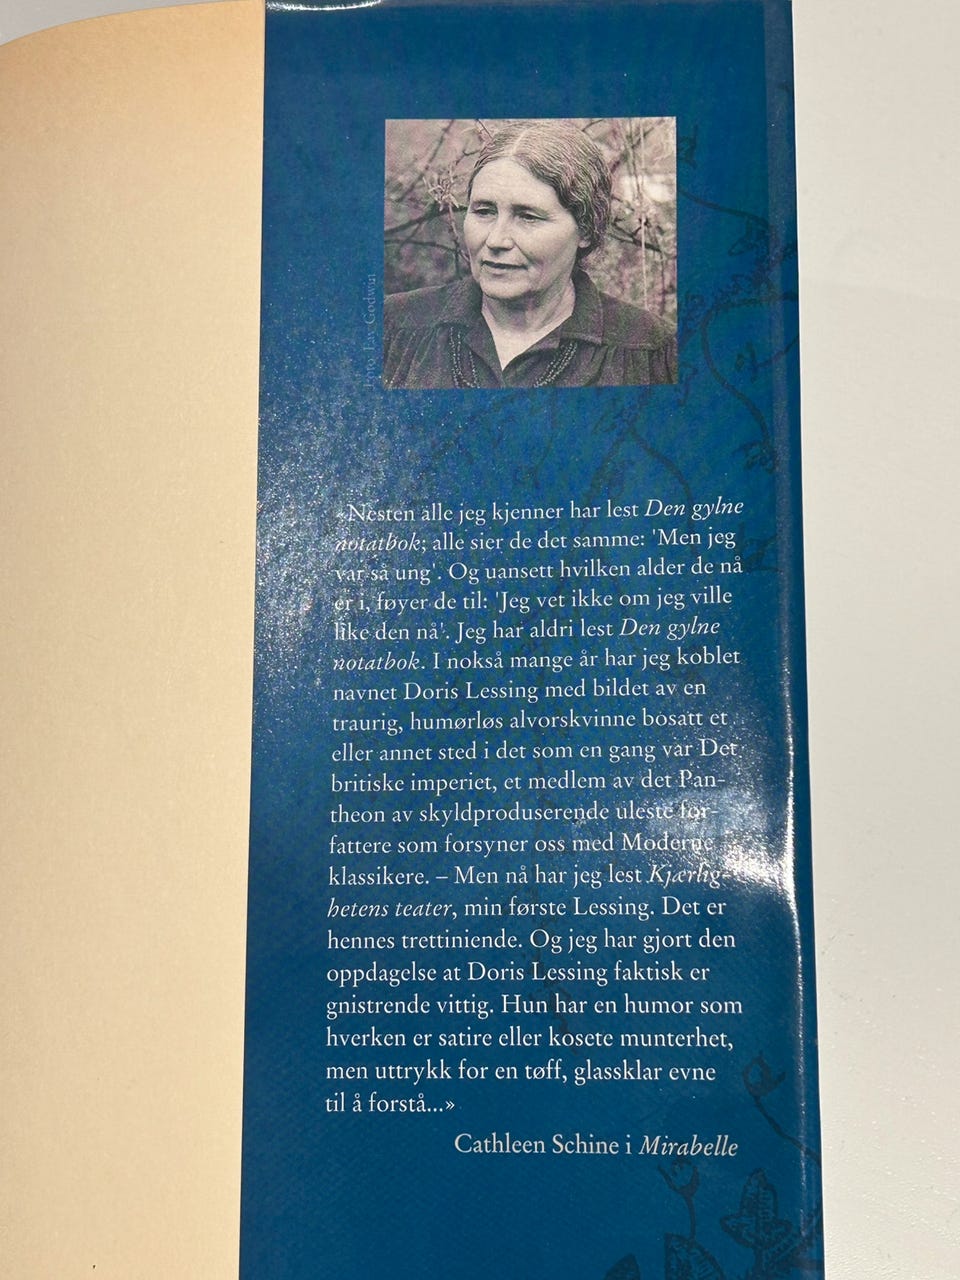 Foto: Fay Godwin
«Nesten alle jeg kjenner har lest Den gylne
notatbok; alle sier de det samme: 'Men jeg
var så ung'. Og uansett hvilken alder de nå
er i, føyer de til: 'Jeg vet ikke om jeg ville
like den nå'. Jeg har aldri lest Den gylne
notatbok. I nokså mange år har jeg koblet
navnet Doris Lessing med bildet av en
traurig, humørløs alvorskvinne bosatt et
eller annet sted i det som en gang var Det
britiske imperiet, et medlem av det Pan-
theon av skyldproduserende uleste for-
fattere som forsyner oss med Moderne
klassikere. – Men nå har jeg lest Kjærlig-
hetens teater, min første Lessing. Det er
hennes trettiniende. Og jeg har gjort den
oppdagelse at Doris Lessing faktisk er
gnistrende vittig. Hun har en humor som
hverken er satire eller kosete munterhet,
men uttrykk for en tøff, glassklar evne
til å forstå...»
Cathleen Schine i Mirabelle